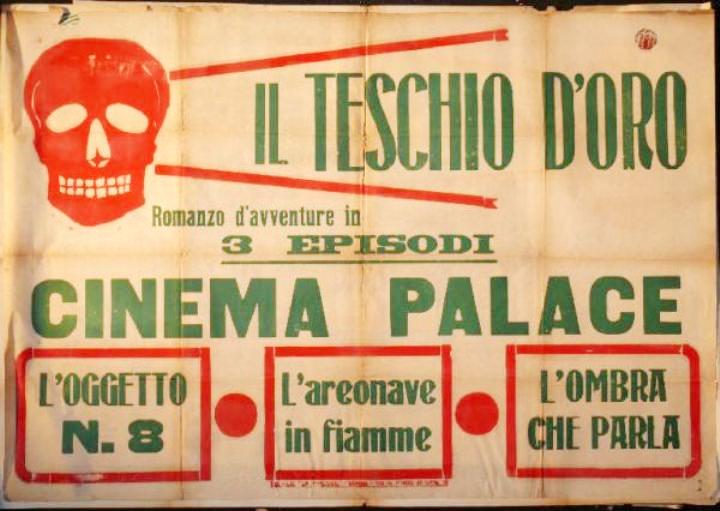 IL TESCHIO D'ORO
Romanzo d'avventure in
3 EPISODI
CINEMA PALACE
L'OGGETTO
N. 8
L'areonave
in fiamme
L'OMBRA
CHE PARLA